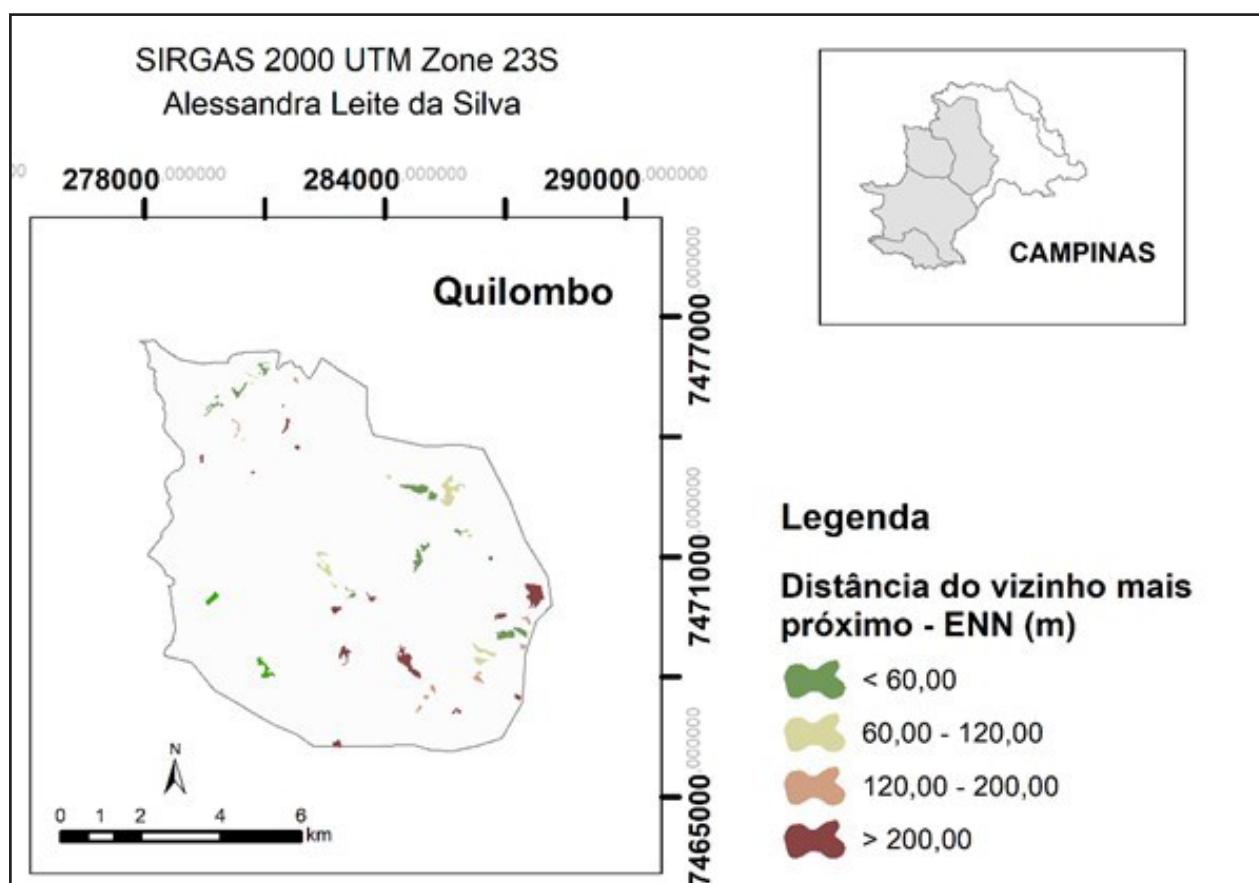 SIRGAS 2000 UTM Zone 23S
Alessandra Leite da Silva
00 278000,000000 284000,000000 290000,000000
Quilombo
7477000,000000
7471000,000000
7465000,000000
N
0 1 2 4 6
km
CAMPINAS
Legenda
Distância do vizinho mais
próximo - ENN (m)
< 60,00
60,00 - 120,00
120,00 - 200,00
> 200,00